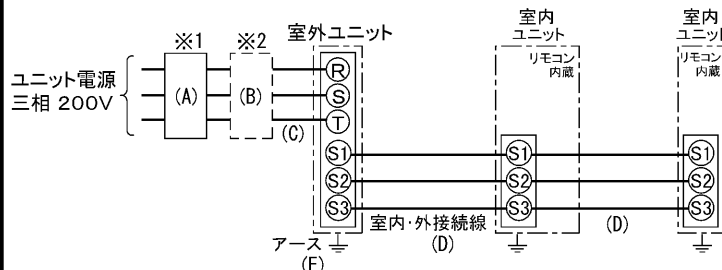 ※1
※2
室外ユニット
室内
ユニット
室内
ユニット
リモコン
内蔵
リモコン
内蔵
ユニット電源
三相 200V
(A)
(B)
(C)
R
S
T
S1
S2
S3
S1
S2
S3
S1
S2
S3
室内・外接続線
(D)
(D)
アース
(E)